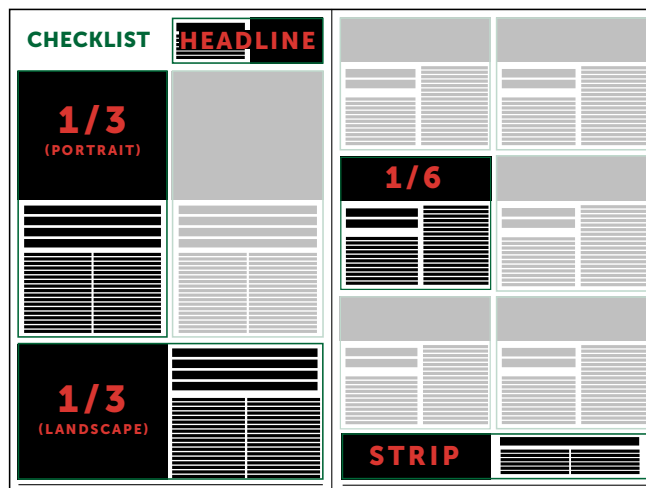 CHECKLIST
HEADLINE
1/3
(PORTRAIT)
1/3
(LANDSCAPE)
1/6
STRIP